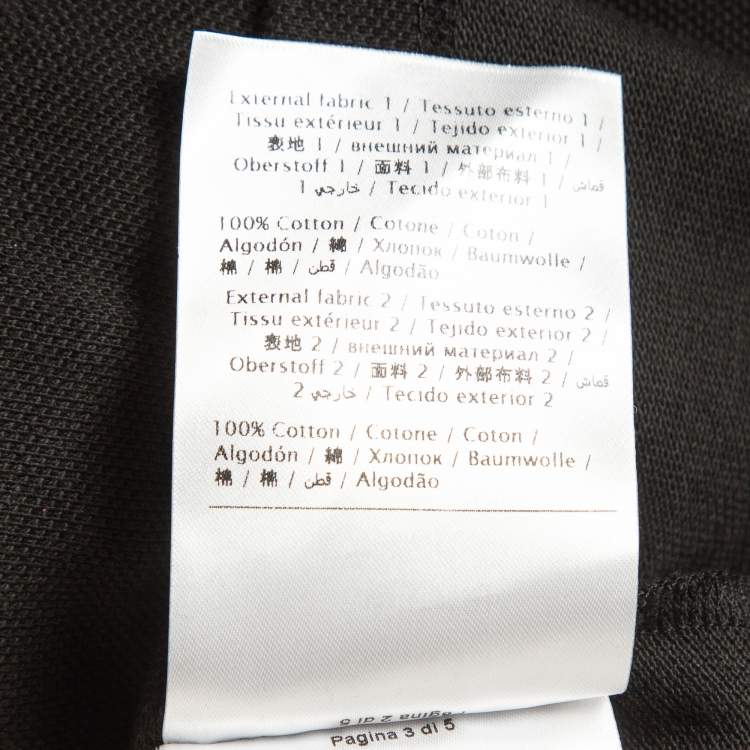 External fabric 1 / Tessuto esterno 1 /
Tissu extérieur 1 / Tejido exterior 1 /
表地 1 / внешний материал 1 /
Oberstoff 1 / 面料 1 / 外部布料 1 / قماش
خارجي 1 / Tecido exterior 1
100% Cotton / Cotone / Coton /
Algodón / 綿 / Хлопок / Baumwolle /
棉 / 棉 / قطن / Algodão
External fabric 2 / Tessuto esterno 2 /
Tissu extérieur 2 / Tejido exterior 2 /
表地 2 / внешний материал 2 /
Oberstoff 2 / 面料 2 / 外部布料 2 / قماش
خارجي 2 / Tecido exterior 2
100% Cotton / Cotone / Coton /
Algodón / 綿 / Хлопок / Baumwolle /
棉 / 棉 / قطن / Algodão
Pagina 2 di 5
Pagina 3 di 5